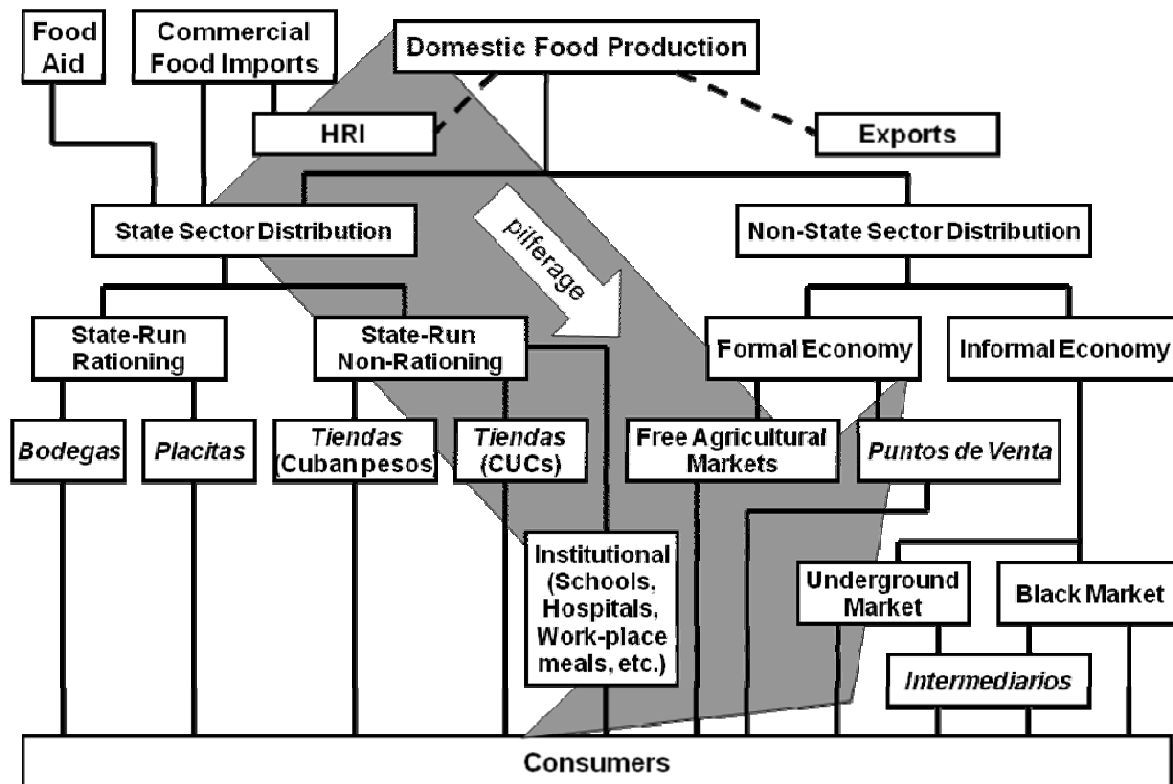 Food
Aid
Commercial
Food Imports
Domestic Food Production
HRI
Exports
State Sector Distribution
Non-State Sector Distribution
pilferage
State-Run
Rationing
State-Run
Non-Rationing
Formal Economy
Informal Economy
Bodegas
Placitas
Tiendas
(Cuban pesos)
Tiendas
(CUCs)
Free Agricultural
Markets
Puntos de Venta
Institutional
(Schools,
Hospitals,
Work-place
meals, etc.)
Underground
Market
Black Market
Intermediarios
Consumers